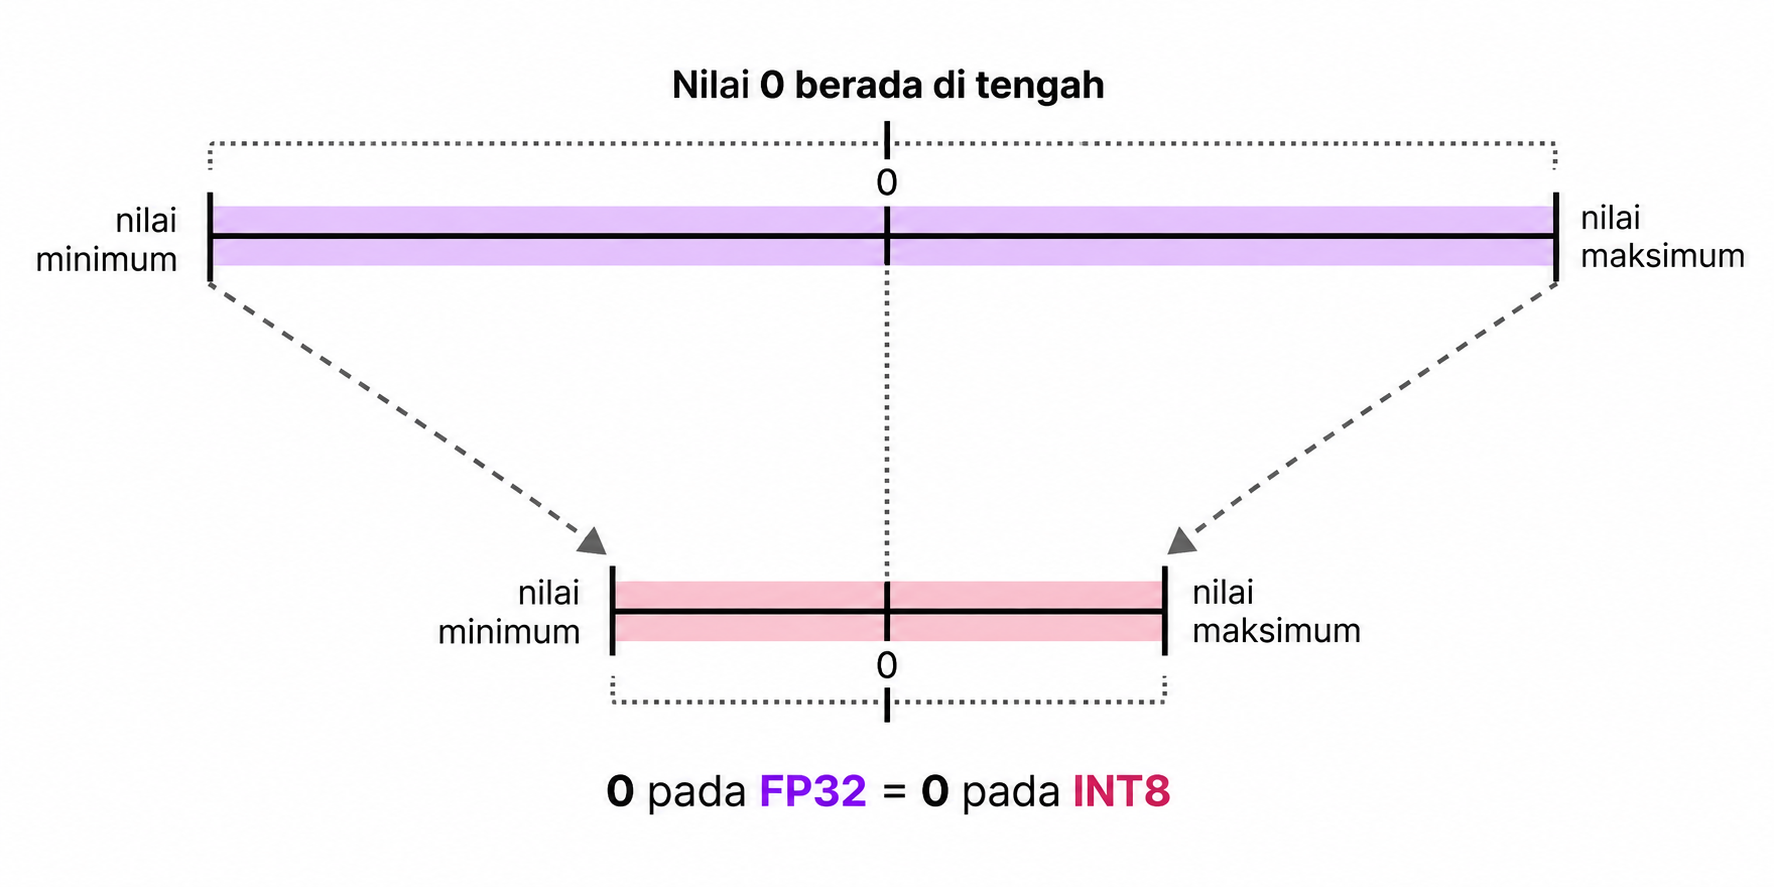 Nilai 0 berada di tengah
0
nilai
minimum
nilai
maksimum
nilai
minimum
nilai
maksimum
0
0 pada FP32 = 0 pada INT8